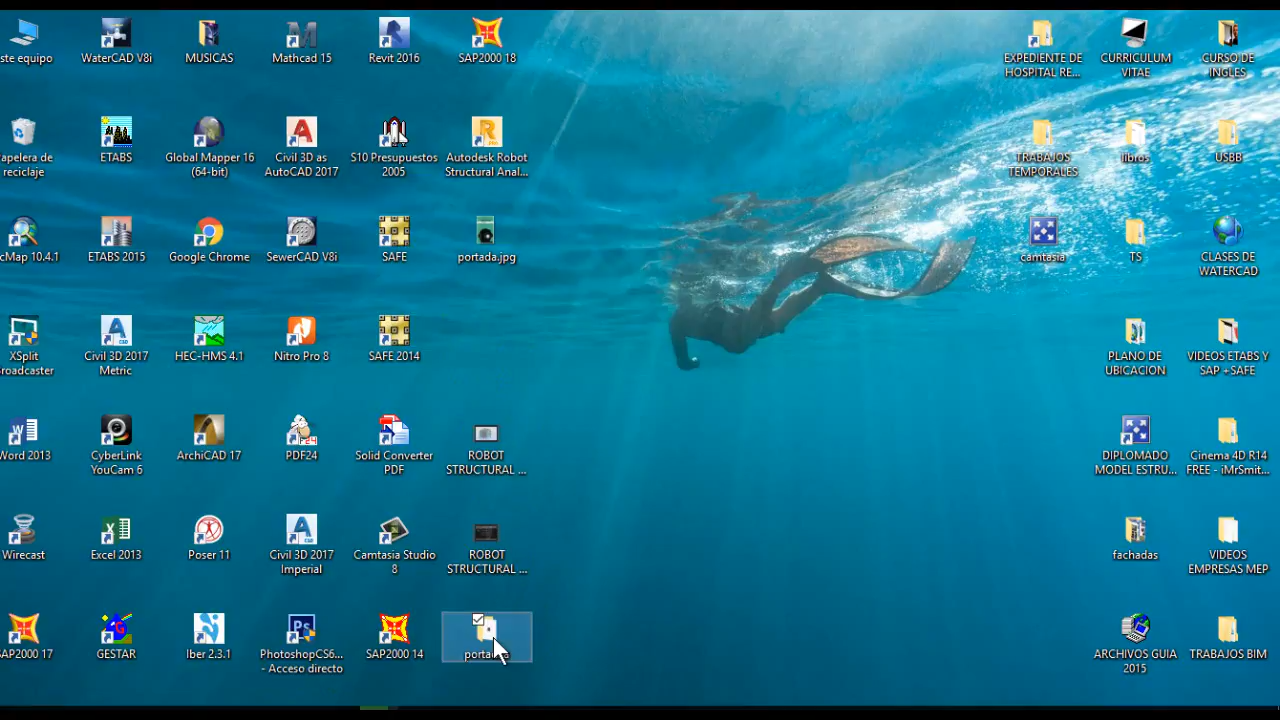 ste equipo
WaterCAD V8i
MUSICAS
Mathcad 15
Revit 2016
SAP2000 18
EXPEDIENTE DE
HOSPITAL RE...
CURRICULUM
VITAE
CURSO DE
INGLES
apelera de
reciclaje
ETABS
Global Mapper 16
(64-bit)
Civil 3D as
AutoCAD 2017
S10 Presupuestos
2005
Autodesk Robot
Structural Anal...
TRABAJOS
TEMPORALES
libros
USBB
cMap 10.4.1
ETABS 2015
Google Chrome
SewerCAD V8i
SAFE
portada.jpg
camtasia
TS
CLASES DE
WATERCAD
XSplit
roadcaster
Civil 3D 2017
Metric
HEC-HMS 4.1
Nitro Pro 8
SAFE 2014
PLANO DE
UBICACION
VIDEOS ETABS Y
SAP +SAFE
Word 2013
CyberLink
YouCam 6
ArchiCAD 17
PDF24
Solid Converter
PDF
ROBOT
STRUCTURAL ...
DIPLOMADO
MODEL ESTRU...
Cinema 4D R14
FREE - iMrSmit...
Wirecast
Excel 2013
Poser 11
Civil 3D 2017
Imperial
Camtasia Studio
8
ROBOT
STRUCTURAL ...
fachadas
VIDEOS
EMPRESAS MEP
SAP2000 17
GESTAR
Iber 2.3.1
PhotoshopCS6...
- Acceso directo
SAP2000 14
ARCHIVOS GUIA
2015
TRABAJOS BIM